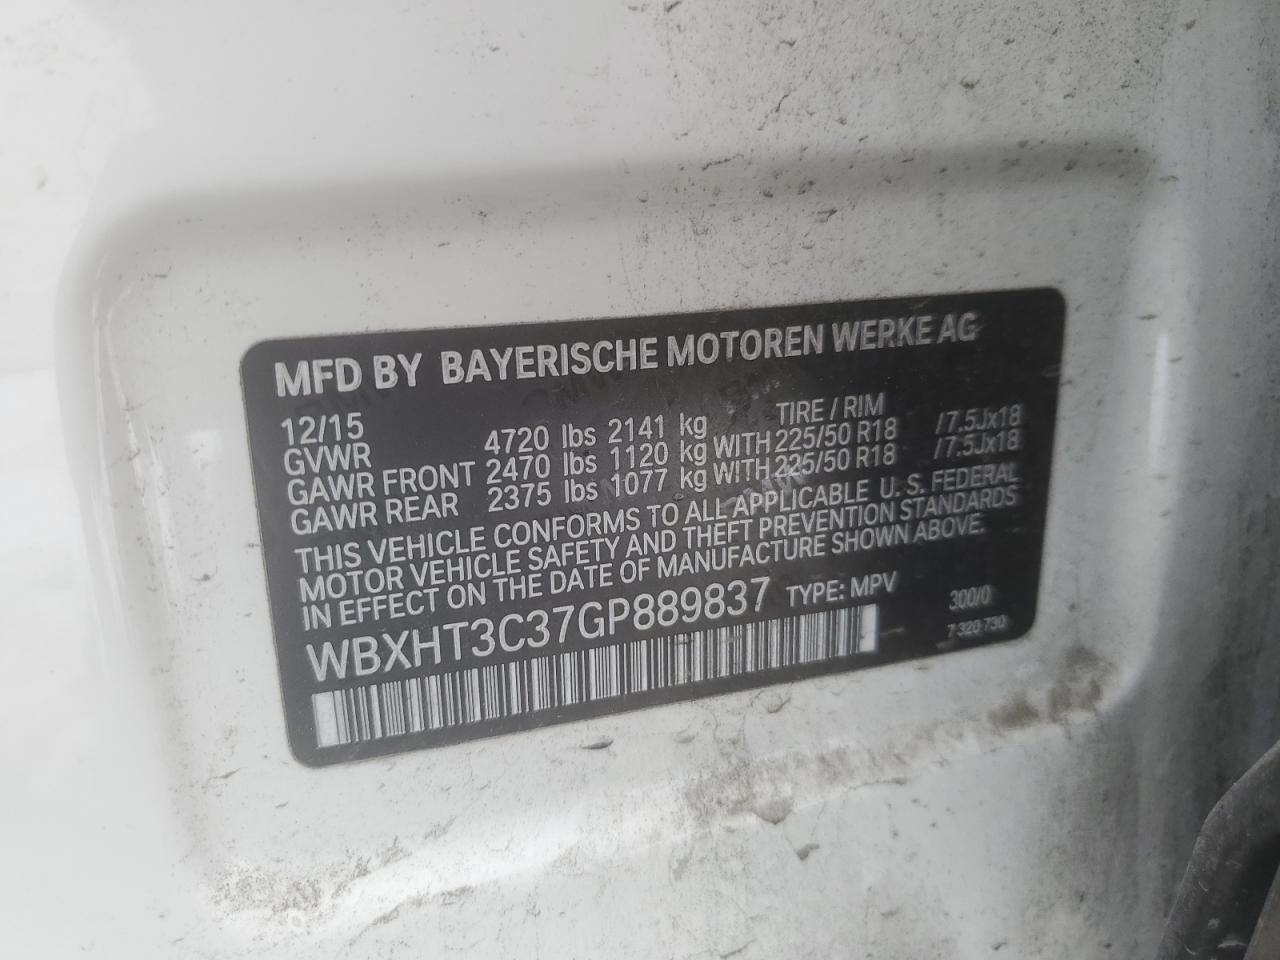 MFD BY BAYERISCHE MOTOREN WERKE AG
12/15 TIRE / RIM
GVWR 4720 lbs 2141 kg
GAWR FRONT 2470 lbs 1120 kg WITH 225/50 R18 /7.5Jx18
GAWR REAR 2375 lbs 1077 kg WITH 225/50 R18 /7.5Jx18
THIS VEHICLE CONFORMS TO ALL APPLICABLE U. S. FEDERAL
MOTOR VEHICLE SAFETY AND THEFT PREVENTION STANDARDS
IN EFFECT ON THE DATE OF MANUFACTURE SHOWN ABOVE.
WBXHT3C37GP889837 TYPE: MPV 300/0
7 320 730